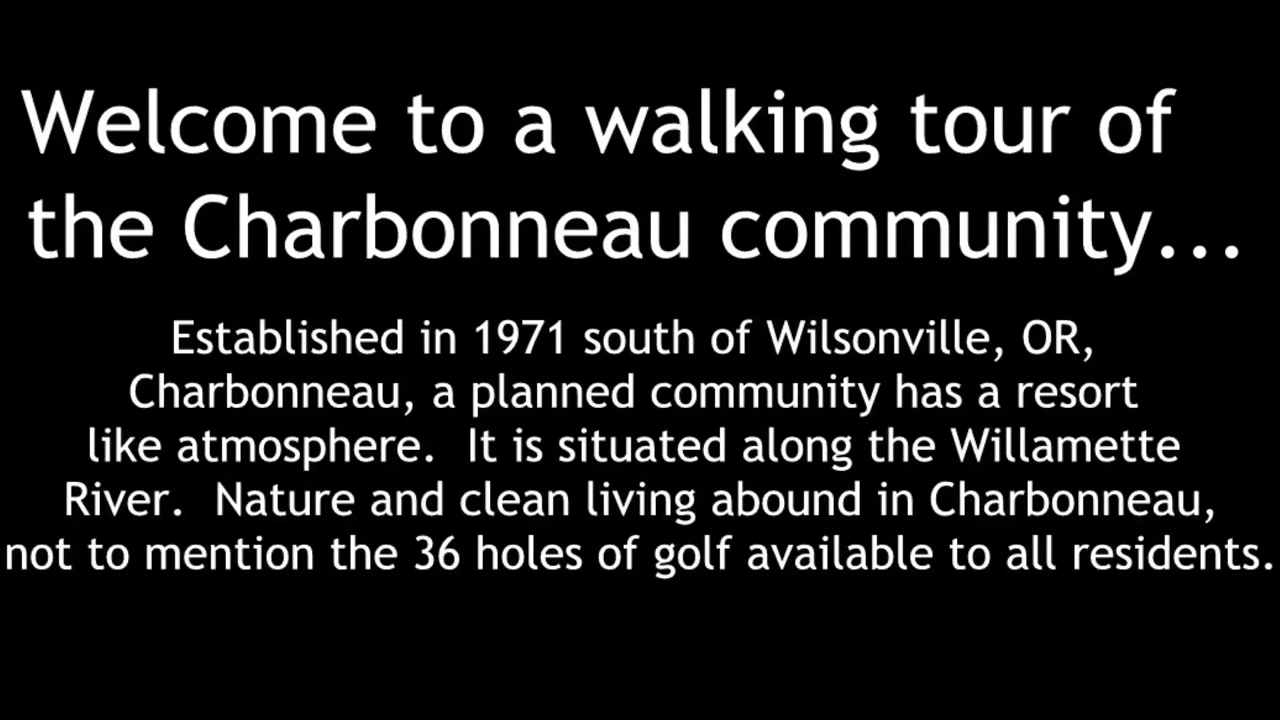 Welcome to a walking tour of
the Charbonneau community...
Established in 1971 south of Wilsonville, OR,
Charbonneau, a planned community has a resort
like atmosphere.  It is situated along the Willamette
River.  Nature and clean living abound in Charbonneau,
not to mention the 36 holes of golf available to all residents.